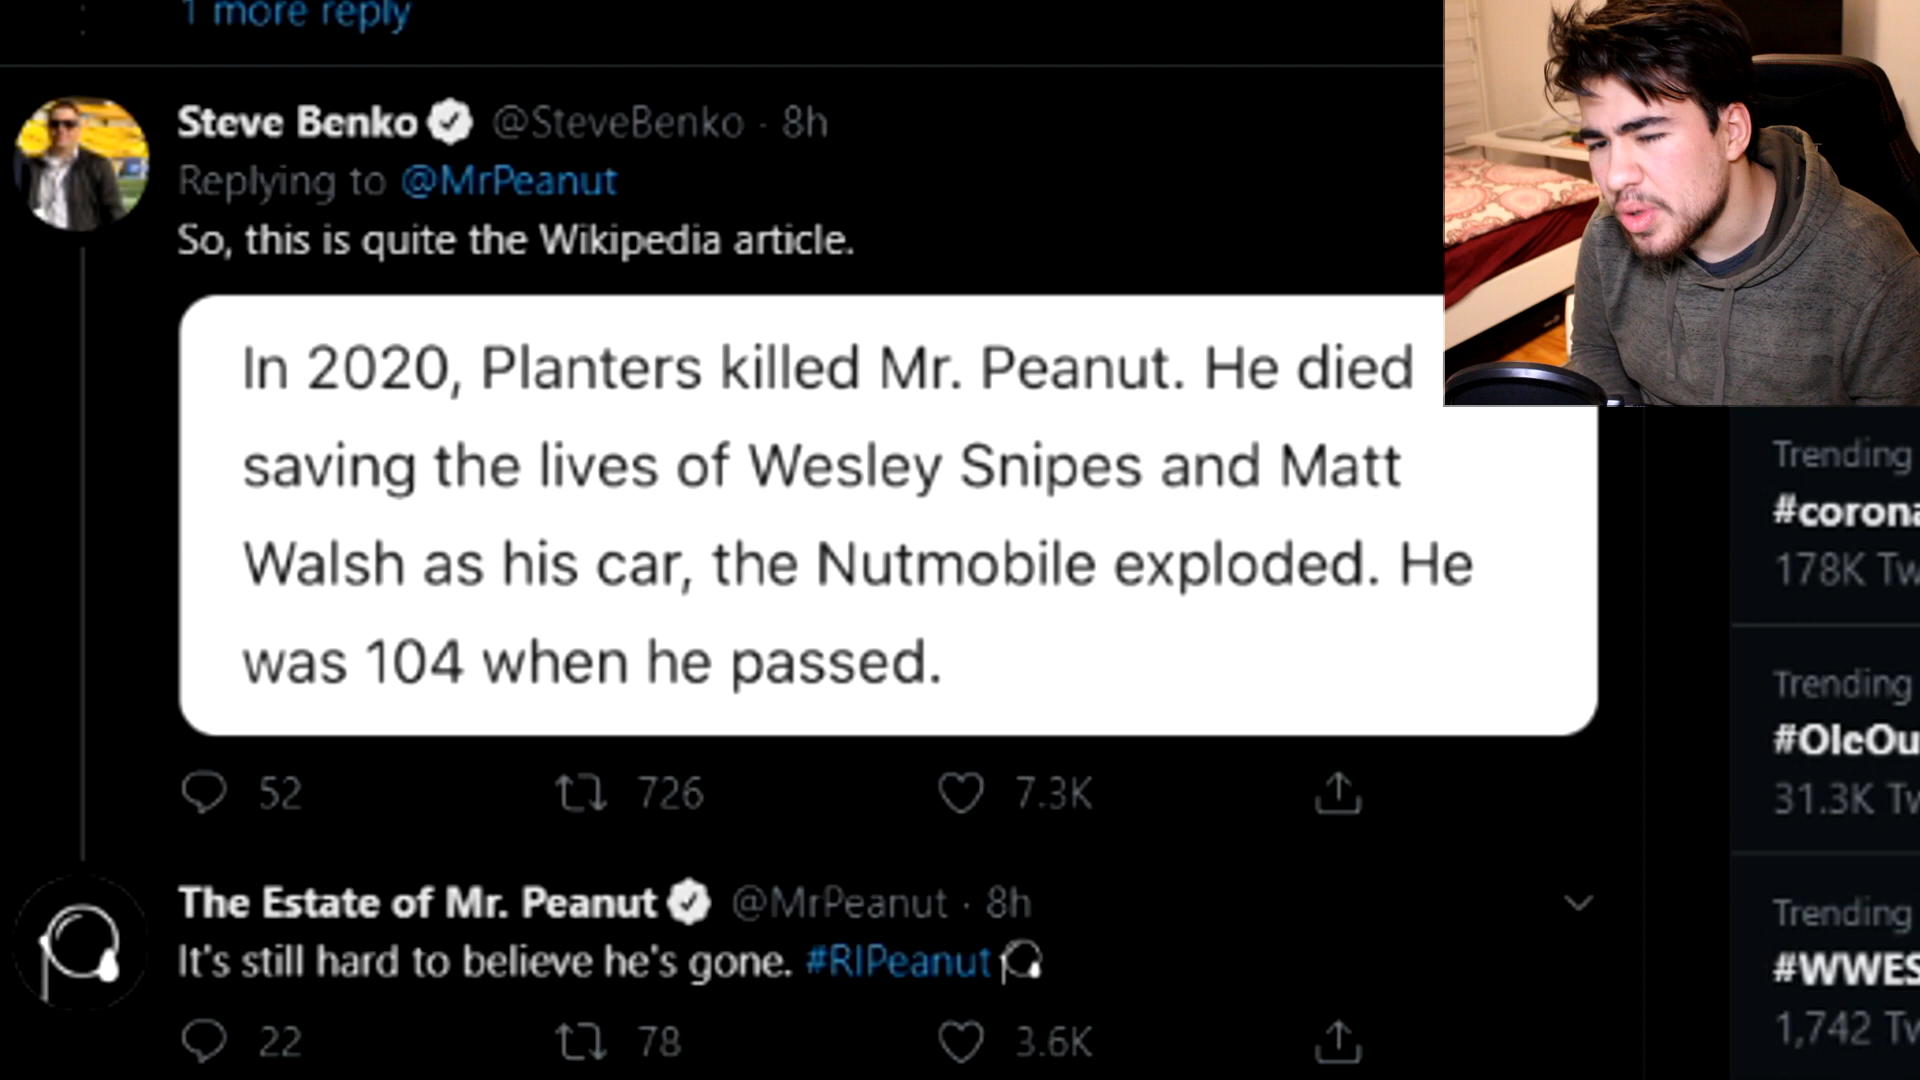 1 more reply
Steve Benko @SteveBenko · 8h
Replying to @MrPeanut
So, this is quite the Wikipedia article.
In 2020, Planters killed Mr. Peanut. He died
saving the lives of Wesley Snipes and Matt
Walsh as his car, the Nutmobile exploded. He
was 104 when he passed.
52 726 7.3K
The Estate of Mr. Peanut @MrPeanut · 8h
It's still hard to believe he's gone. #RIPeanut
22 78 3.6K
Trending
#corona
178K Tw
Trending
#OleOu
31.3K Tw
Trending
#WWES
1,742 Tw